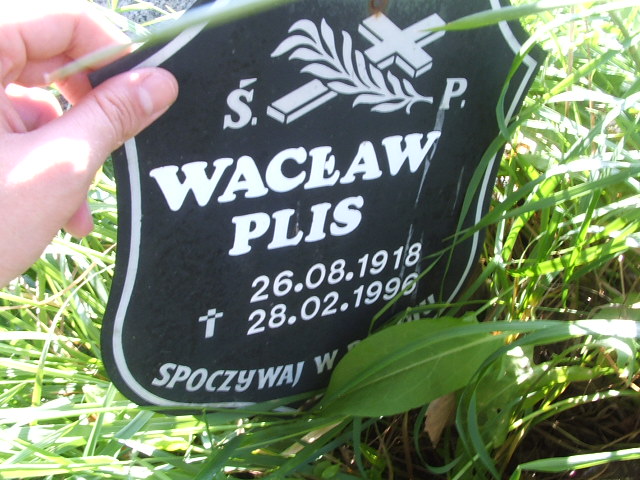 Ś. P.
WACŁAW
PLIS
26.08.1918
† 28.02.1996
SPOCZYWAJ W